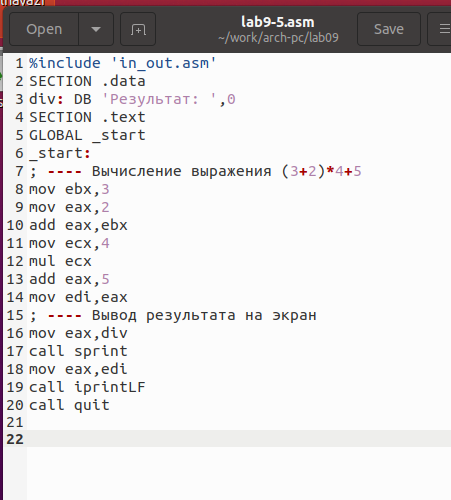 Open
lab9-5.asm
~/work/arch-pc/lab09
Save
1 %include 'in_out.asm'
2 SECTION .data
3 div: DB 'Результат: ',0
4 SECTION .text
5 GLOBAL _start
6 _start:
7 ; ---- Вычисление выражения (3+2)*4+5
8 mov ebx,3
9 mov eax,2
10 add eax,ebx
11 mov ecx,4
12 mul ecx
13 add eax,5
14 mov edi,eax
15 ; ---- Вывод результата на экран
16 mov eax,div
17 call sprint
18 mov eax,edi
19 call iprintLF
20 call quit
21
22